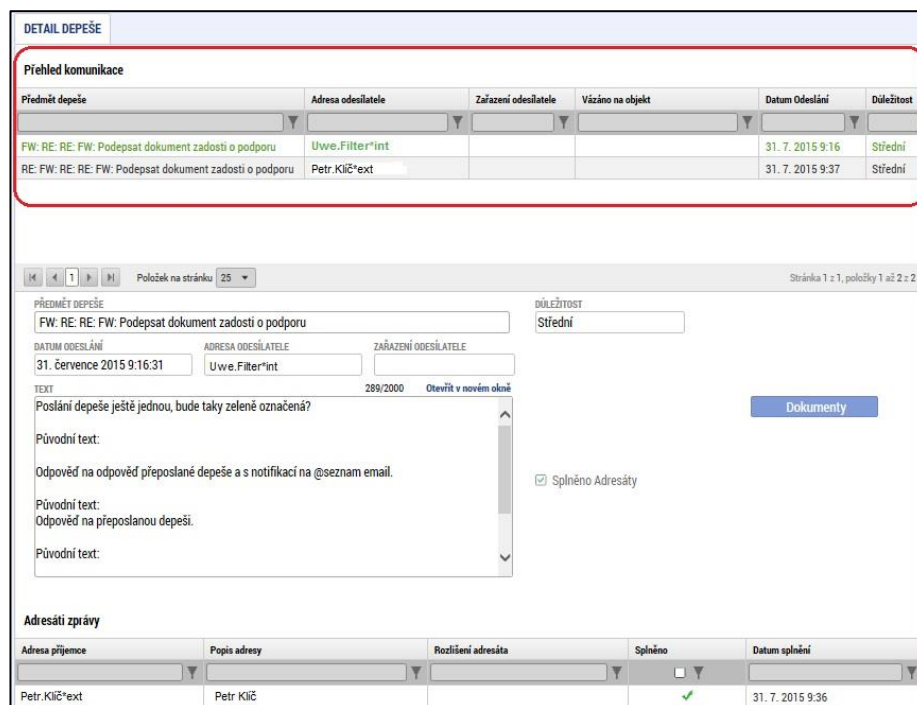 DETAIL DEPEŠE
Přehled komunikace
Předmět depeše Adresa odesílatele Zařazení odesílatele Vázáno na objekt Datum Odeslání Důležitost
FW: RE: RE: FW: Podepsat dokument zadosti o podporu Uwe.Filter*int 31. 7. 2015 9:16 Střední
RE: FW: RE: RE: FW: Podepsat dokument zadosti o podporu Petr.Klíč*ext 31. 7. 2015 9:37 Střední
1 Položek na stránku 25 Stránka 1 z 1, položky 1 až 2 z 2
PŘEDMĚT DEPEŠE DŮLEŽITOST
FW: RE: RE: FW: Podepsat dokument zadosti o podporu Střední
DATUM ODESLÁNÍ ADRESA ODESÍLATELE ZAŘAZENÍ ODESÍLATELE
31. července 2015 9:16:31 Uwe.Filter*int
TEXT 289/2000 Otevřít v novém okně
Poslání depeše ještě jednou, bude taky zeleně označená?
Dokumenty
Původní text:
Odpověď na odpověď přeposlané depeše a s notifikací na @seznam email.
Splněno Adresáty
Původní text:
Odpověď na přeposlanou depeši.
Původní text:
Adresáti zprávy
Adresa příjemce Popis adresy Rozlišení adresáta Splněno Datum splnění
Petr.Klíč*ext Petr Klíč 31. 7. 2015 9:36